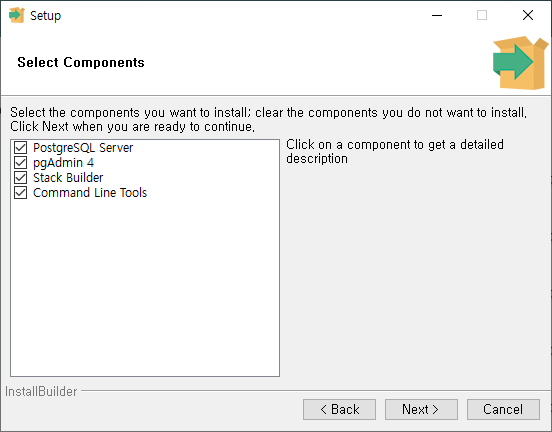 Setup
Select Components
Select the components you want to install; clear the components you do not want to install.
Click Next when you are ready to continue.
PostgreSQL Server
pgAdmin 4
Stack Builder
Command Line Tools
Click on a component to get a detailed
description
InstallBuilder
< Back
Next >
Cancel